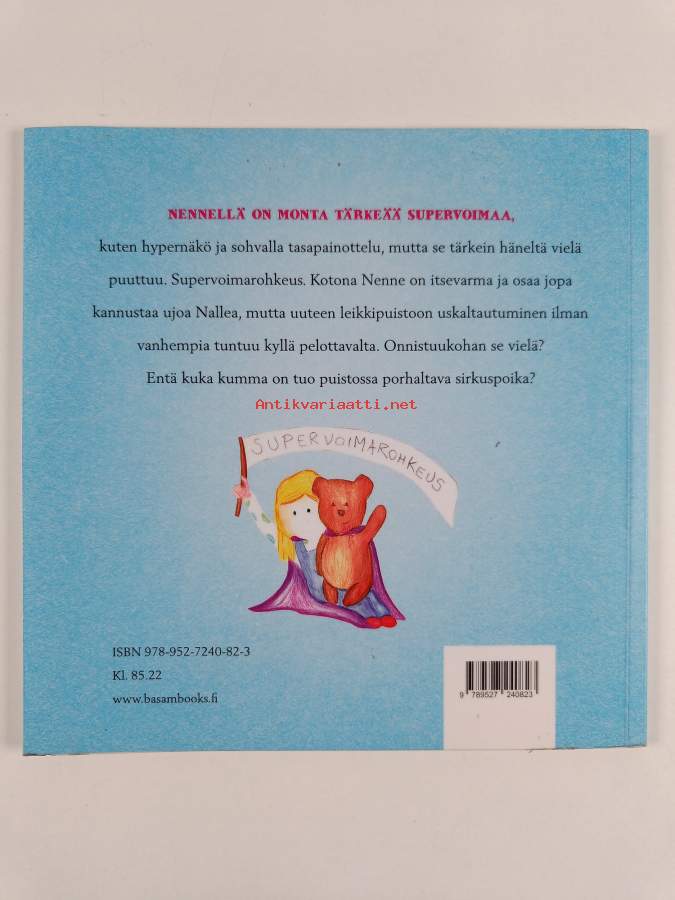 NENNELLÄ ON MONTA TÄRKEÄÄ SUPERVOIMAA,
kuten hypernäkö ja sohvalla tasapainottelu, mutta se tärkein häneltä vielä
puuttuu. Supervoimarohkeus. Kotona Nenne on itsevarma ja osaa jopa
kannustaa ujoa Nallea, mutta uuteen leikkipuistoon uskaltautuminen ilman
vanhempia tuntuu kyllä pelottavalta. Onnistuukohan se vielä?
Entä kuka kumma on tuo puistossa porhaltava sirkuspoika?
Antikvariaatti.net
SUPERVOIMAROHKEUS
ISBN 978-952-7240-82-3
Kl. 85.22
www.basambooks.fi
9 789527 240823